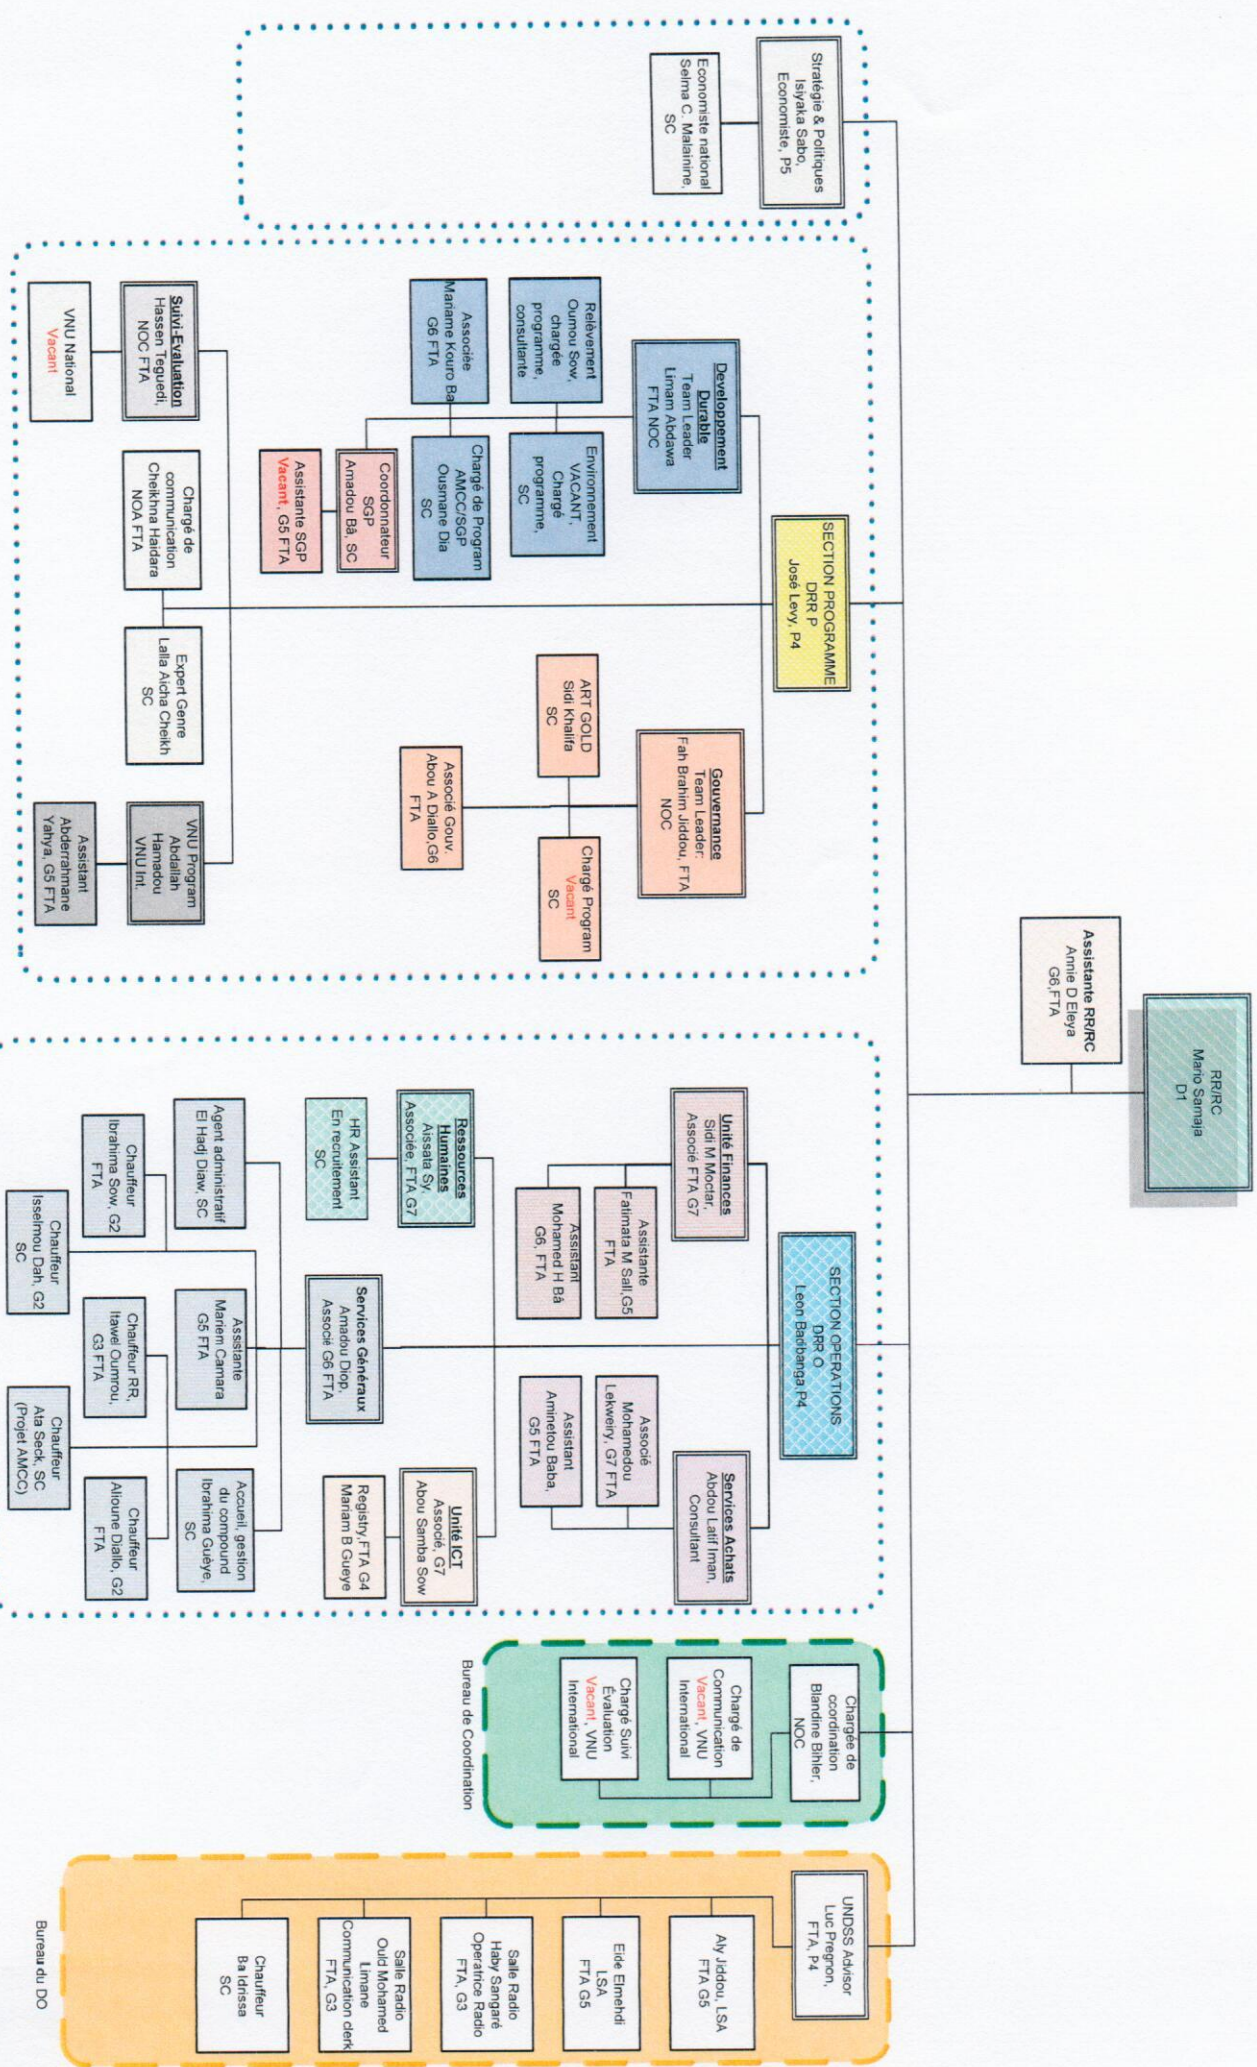 RR/RC
Mario Samaja
D1
Assistante RR/RC
Annie D Eleya
G6,FTA
Stratégie & Politiques
Isiyaka Sabo,
Economiste, P5
Economiste national
Selma C. Malainine,
SC
SECTION PROGRAMME
DRR P
José Levy, P4
Developpement
Durable
Team Leader
Limam Abdawa
FTA NOC
Relèvement
Oumou Sow,
chargée
programme,
consultante
Environnement
VACANT,
Chargé
programme,
SC
Associée
Mariame Kouro Ba
G6 FTA
Chargé de Program
AMCC/SGP
Ousmane Dia
SC
Coordonnateur
SGP
Amadou Bâ, SC
Assistante SGP
Vacant, G5 FTA
Gouvernance
Team Leader:
Fah Brahim Jiddou, FTA
NOC
ART GOLD
Sidi Khalifa
SC
Chargé Program
Vacant
SC
Associé Gouv.
Abou A Diallo,G6
FTA
Suivi-Evaluation
Hassen Teguedi,
NOC FTA
VNU National
Vacant
Chargé de
communication
Cheikhna Haidara
NOA FTA
Expert Genre
Lalla Aicha Cheikh
SC
VNU Program
Abdallah
Hamadou
VNU Int.
Assistant
Abderrahmane
Yahya, G5 FTA
SECTION OPERATIONS
DRR O
Leon Badibanga,P4
Unité Finances
Sidi M Moctar,
Associé FTA G7
Assistante
Fatimata M Sall,G5
FTA
Assistant
Mohamed H Bâ
G6, FTA
Services Achats
Abdou Latif Iman,
Consultant
Associé
Mohamedou
Lekweiry, G7 FTA
Assistant
Aminetou Baba,
G5 FTA
Ressources
Humaines
Aissata Sy.
Associée, FTA G7
HR Assistant
En recruitement
SC
Services Généraux
Amadou Diop,
Associé G6 FTA
Unité ICT
Associé, G7
Abou Samba Sow
Registry,FTA G4
Mariam B Gueye
Agent administratif
El Hadj Diaw, SC
Assistante
Mariem Camara
G5 FTA
Accueil, gestion
du compound
Ibrahima Guèye,
SC
Chauffeur
Ibrahima Sow, G2
FTA
Chauffeur RR,
Itawel Oumrou,
G3 FTA
Chauffeur
Alioune Diallo, G2
FTA
Chauffeur
Isselmou Dah, G2
SC
Chauffeur
Ata Seck, SC
(Projet AMCC)
Chargée de
coordination
Blandine Bihler,
NOC
Chargé de
Communication
Vacant, VNU
International
Chargé Suivi
Évaluation
Vacant, VNU
International
Bureau de Coordination
UNDSS Advisor
Luc Pregnon,
FTA, P4
Aly Jiddou, LSA
FTA G5
Eide Elmehdi
LSA
FTA G5
Salle Radio
Haby Sangaré
Operatrice Radio
FTA, G3
Salle Radio
Ould Mohamed
Limane
Communication clerk
FTA, G3
Chauffeur
Ba Idrissa
SC
Bureau du DO